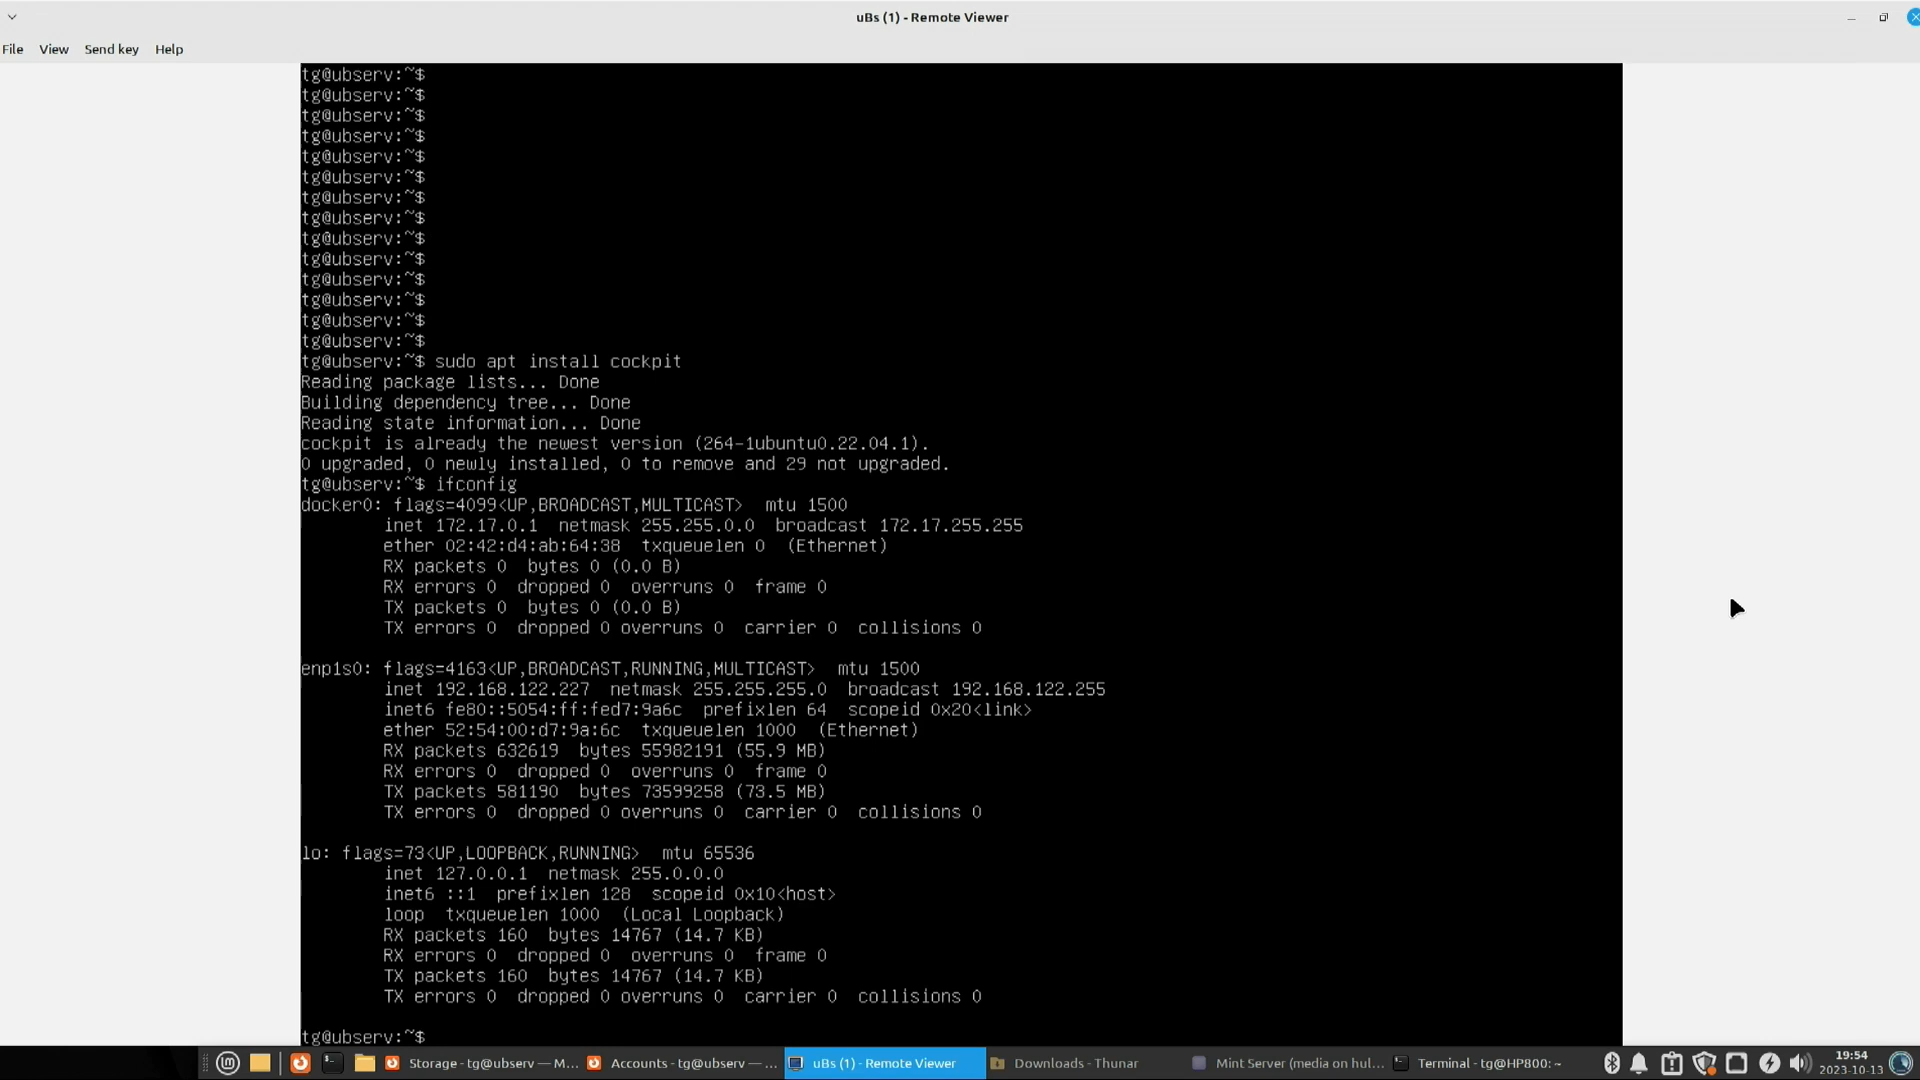 uBs (1) - Remote Viewer
File View Send key Help
tg@ubserv:~$
tg@ubserv:~$
tg@ubserv:~$
tg@ubserv:~$
tg@ubserv:~$
tg@ubserv:~$
tg@ubserv:~$
tg@ubserv:~$
tg@ubserv:~$
tg@ubserv:~$
tg@ubserv:~$
tg@ubserv:~$
tg@ubserv:~$
tg@ubserv:~$
tg@ubserv:~$ sudo apt install cockpit
Reading package lists... Done
Building dependency tree... Done
Reading state information... Done
cockpit is already the newest version (264-1ubuntu0.22.04.1).
0 upgraded, 0 newly installed, 0 to remove and 29 not upgraded.
tg@ubserv:~$ ifconfig
docker0: flags=4099<UP,BROADCAST,MULTICAST>  mtu 1500
        inet 172.17.0.1  netmask 255.255.0.0  broadcast 172.17.255.255
        ether 02:42:d4:ab:64:38  txqueuelen 0  (Ethernet)
        RX packets 0  bytes 0 (0.0 B)
        RX errors 0  dropped 0  overruns 0  frame 0
        TX packets 0  bytes 0 (0.0 B)
        TX errors 0  dropped 0 overruns 0  carrier 0  collisions 0
enp1s0: flags=4163<UP,BROADCAST,RUNNING,MULTICAST>  mtu 1500
        inet 192.168.122.227  netmask 255.255.255.0  broadcast 192.168.122.255
        inet6 fe80::5054:ff:fed7:9a6c  prefixlen 64  scopeid 0x20<link>
        ether 52:54:00:d7:9a:6c  txqueuelen 1000  (Ethernet)
        RX packets 632619  bytes 55982191 (55.9 MB)
        RX errors 0  dropped 0  overruns 0  frame 0
        TX packets 581190  bytes 73599258 (73.5 MB)
        TX errors 0  dropped 0 overruns 0  carrier 0  collisions 0
lo: flags=73<UP,LOOPBACK,RUNNING>  mtu 65536
        inet 127.0.0.1  netmask 255.0.0.0
        inet6 ::1  prefixlen 128  scopeid 0x10<host>
        loop  txqueuelen 1000  (Local Loopback)
        RX packets 160  bytes 14767 (14.7 KB)
        RX errors 0  dropped 0  overruns 0  frame 0
        TX packets 160  bytes 14767 (14.7 KB)
        TX errors 0  dropped 0 overruns 0  carrier 0  collisions 0
tg@ubserv:~$
Storage - tg@ubserv — M... Accounts - tg@ubserv — ... uBs (1) - Remote Viewer Downloads - Thunar Mint Server (media on hul... Terminal - tg@HP800: ~ 19:54
2023-10-13